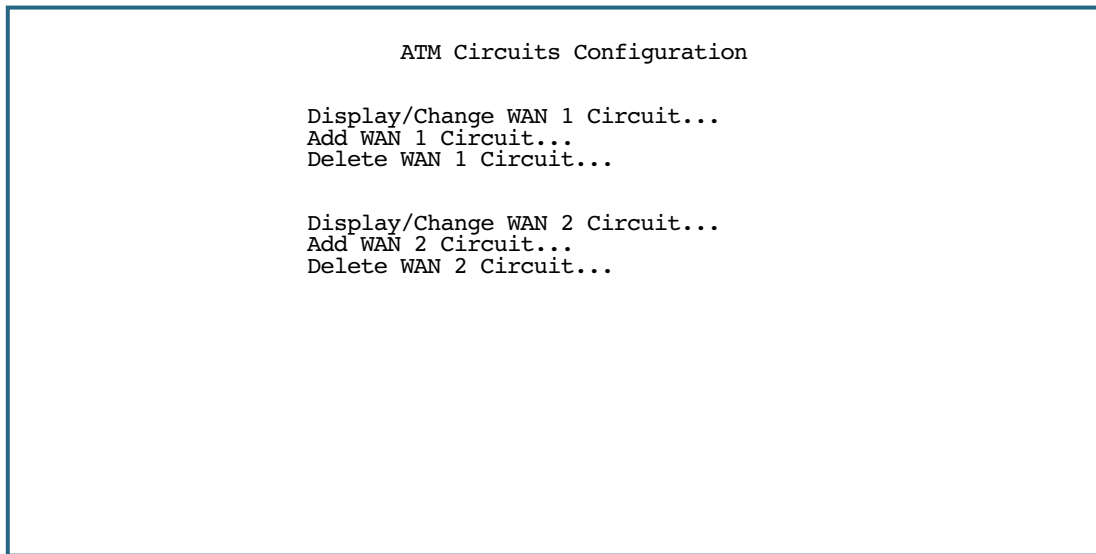 ATM Circuits Configuration
Display/Change WAN 1 Circuit...
Add WAN 1 Circuit...
Delete WAN 1 Circuit...
Display/Change WAN 2 Circuit...
Add WAN 2 Circuit...
Delete WAN 2 Circuit...